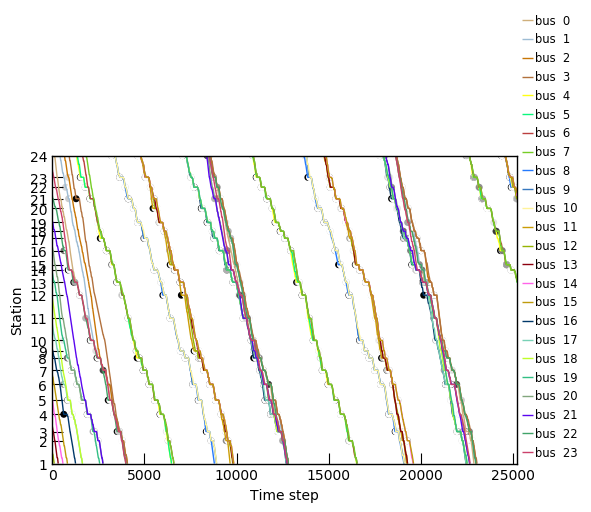 bus 0
bus 1
bus 2
bus 3
bus 4
bus 5
bus 6
bus 7
bus 8
bus 9
bus 10
bus 11
bus 12
bus 13
bus 14
bus 15
bus 16
bus 17
bus 18
bus 19
bus 20
bus 21
bus 22
bus 23
24
23
22
21
20
19
18
17
16
15
14
13
12
11
10
9
8
7
6
5
4
3
2
1
Station
0 5000 10000 15000 20000 25000
Time step